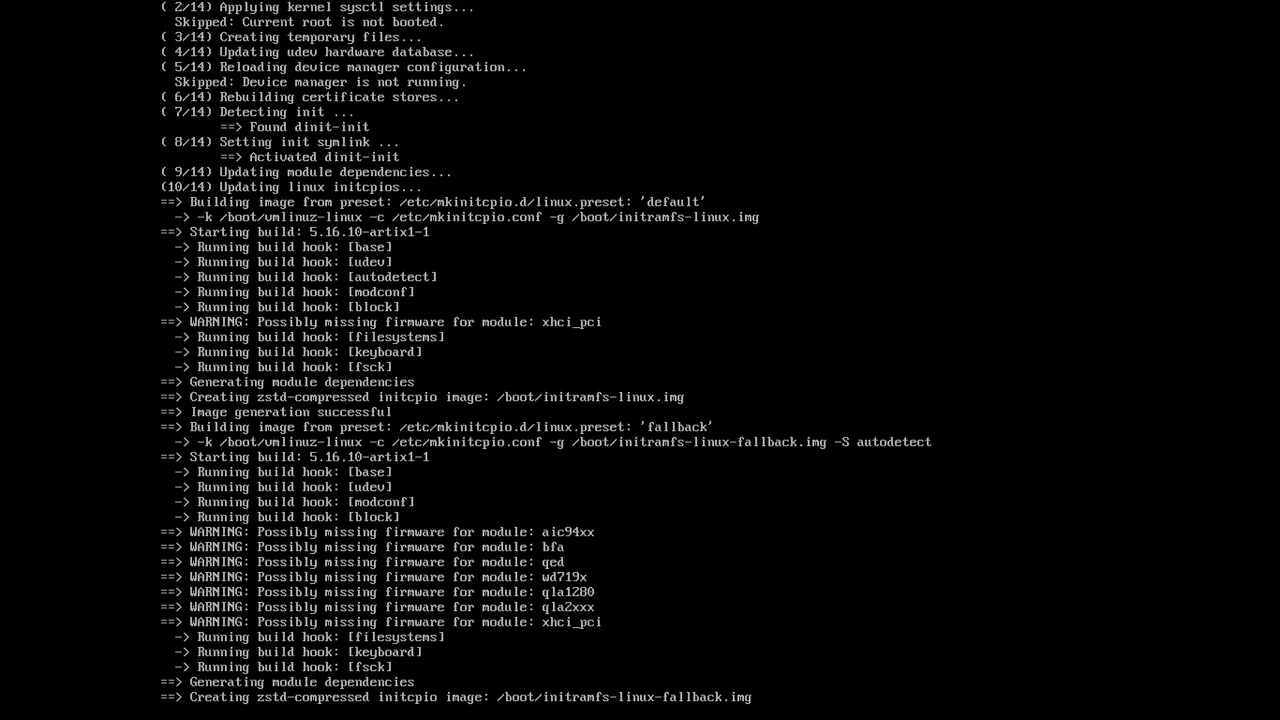 ( 2/14) Applying kernel sysctl settings...
  Skipped: Current root is not booted.
( 3/14) Creating temporary files...
( 4/14) Updating udev hardware database...
( 5/14) Reloading device manager configuration...
  Skipped: Device manager is not running.
( 6/14) Rebuilding certificate stores...
( 7/14) Detecting init ...
        ==> Found dinit-init
( 8/14) Setting init symlink ...
        ==> Activated dinit-init
( 9/14) Updating module dependencies...
(10/14) Updating linux initcpios...
==> Building image from preset: /etc/mkinitcpio.d/linux.preset: 'default'
  -> -k /boot/vmlinuz-linux -c /etc/mkinitcpio.conf -g /boot/initramfs-linux.img
==> Starting build: 5.16.10-artix1-1
  -> Running build hook: [base]
  -> Running build hook: [udev]
  -> Running build hook: [autodetect]
  -> Running build hook: [modconf]
  -> Running build hook: [block]
==> WARNING: Possibly missing firmware for module: xhci_pci
  -> Running build hook: [filesystems]
  -> Running build hook: [keyboard]
  -> Running build hook: [fsck]
==> Generating module dependencies
==> Creating zstd-compressed initcpio image: /boot/initramfs-linux.img
==> Image generation successful
==> Building image from preset: /etc/mkinitcpio.d/linux.preset: 'fallback'
  -> -k /boot/vmlinuz-linux -c /etc/mkinitcpio.conf -g /boot/initramfs-linux-fallback.img -S autodetect
==> Starting build: 5.16.10-artix1-1
  -> Running build hook: [base]
  -> Running build hook: [udev]
  -> Running build hook: [modconf]
  -> Running build hook: [block]
==> WARNING: Possibly missing firmware for module: aic94xx
==> WARNING: Possibly missing firmware for module: bfa
==> WARNING: Possibly missing firmware for module: qed
==> WARNING: Possibly missing firmware for module: wd719x
==> WARNING: Possibly missing firmware for module: qla1280
==> WARNING: Possibly missing firmware for module: qla2xxx
==> WARNING: Possibly missing firmware for module: xhci_pci
  -> Running build hook: [filesystems]
  -> Running build hook: [keyboard]
  -> Running build hook: [fsck]
==> Generating module dependencies
==> Creating zstd-compressed initcpio image: /boot/initramfs-linux-fallback.img